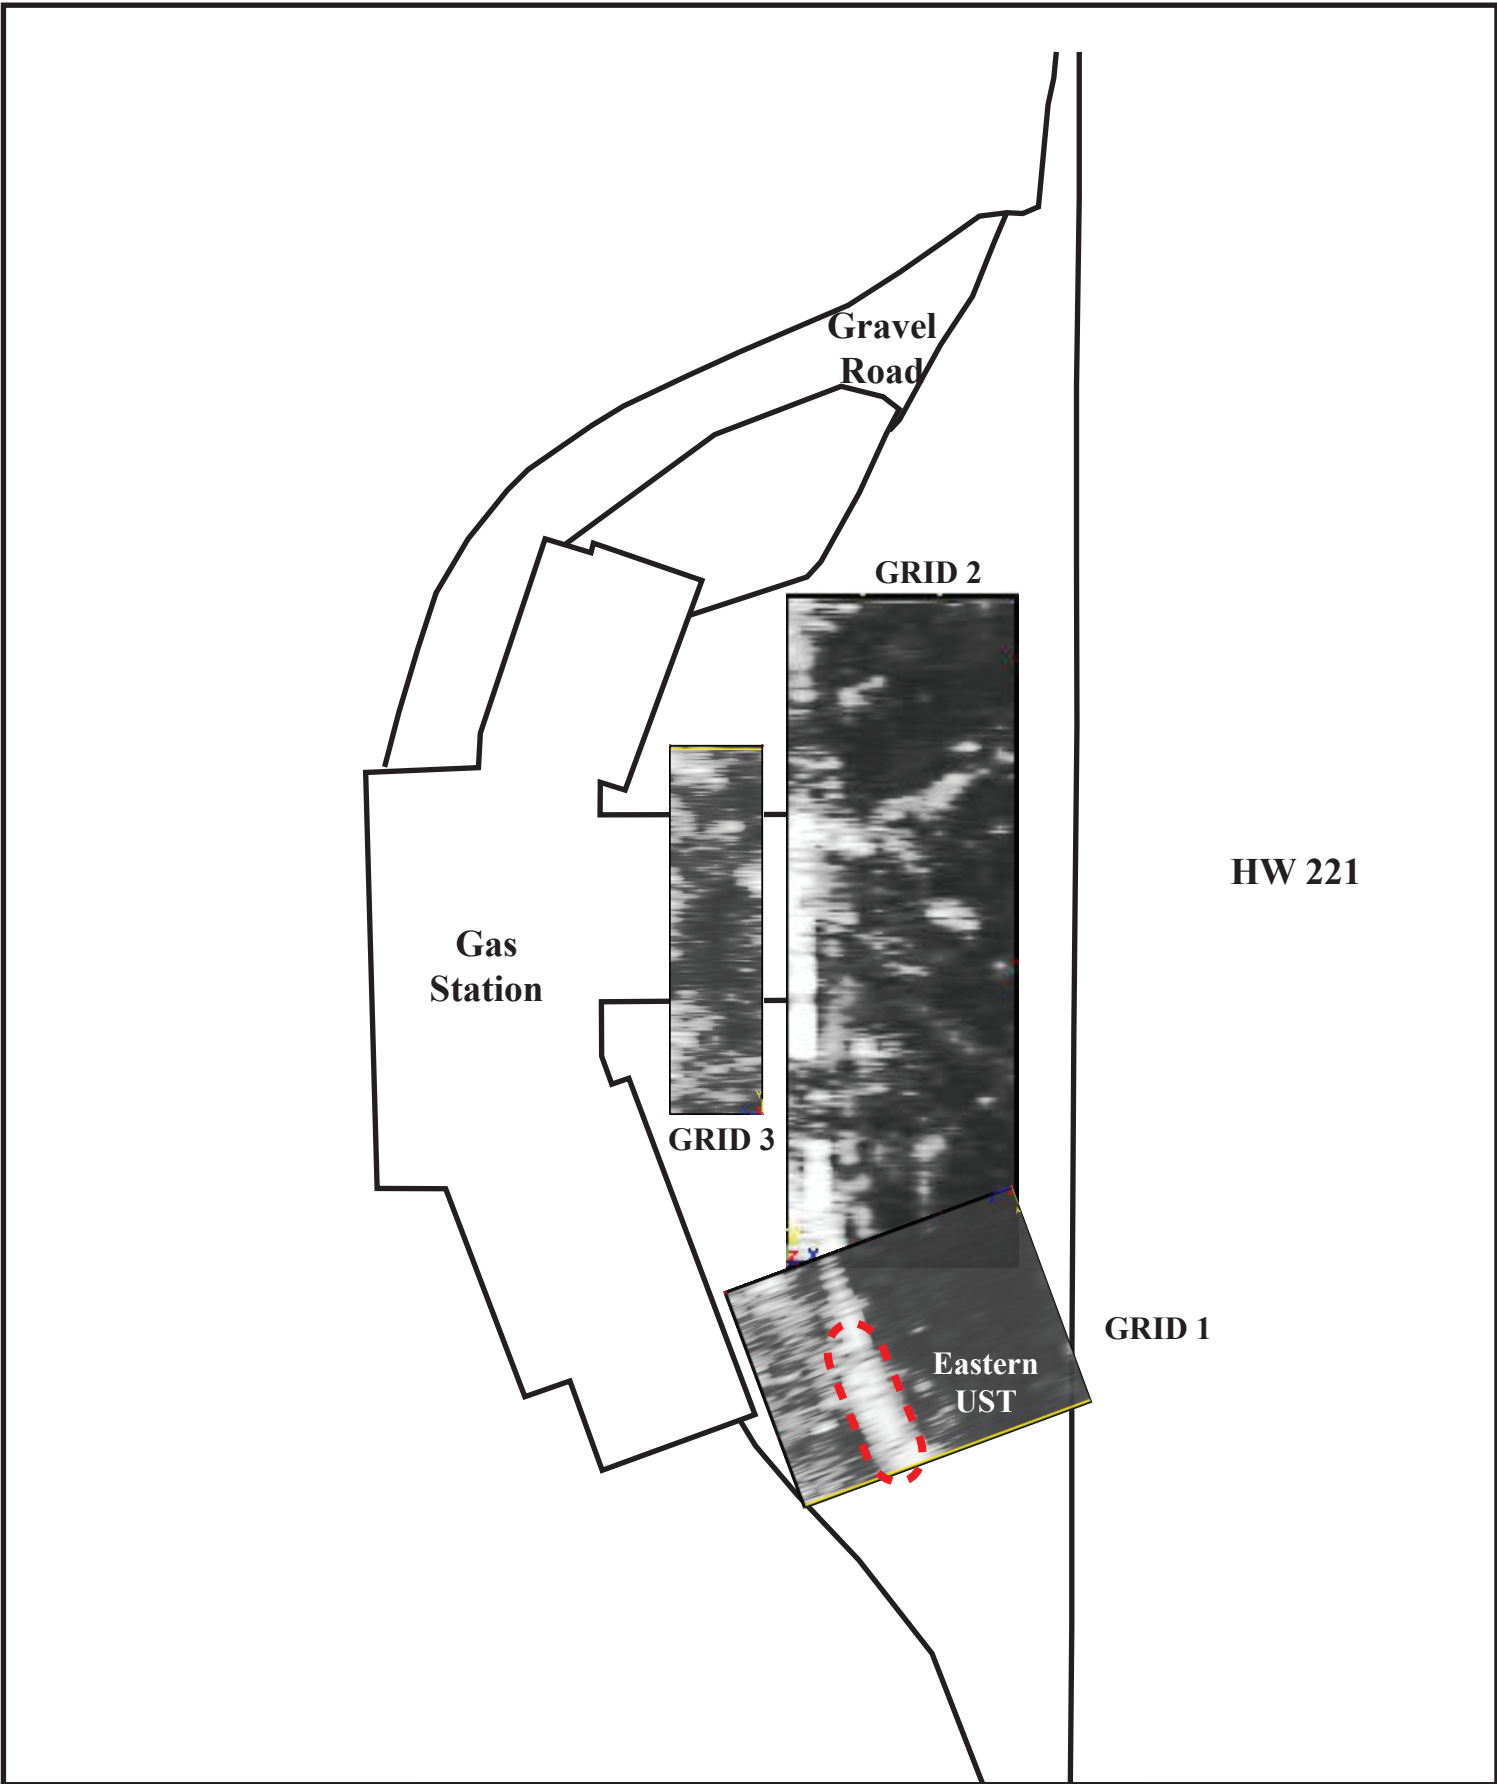 Gravel
Road
GRID 2
HW 221
Gas
Station
GRID 3
GRID 1
Eastern
UST